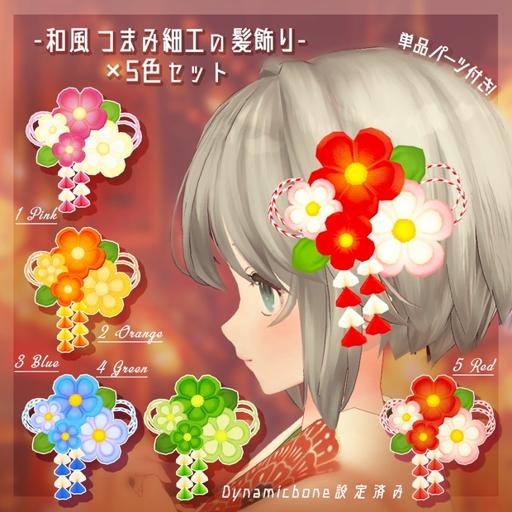 -和風 つまみ細工の髪飾り-
×5色セット
単品パーツ付き!
1 Pink
2 Orange
3 Blue
4 Green
5 Red
Dynamicbone設定済み